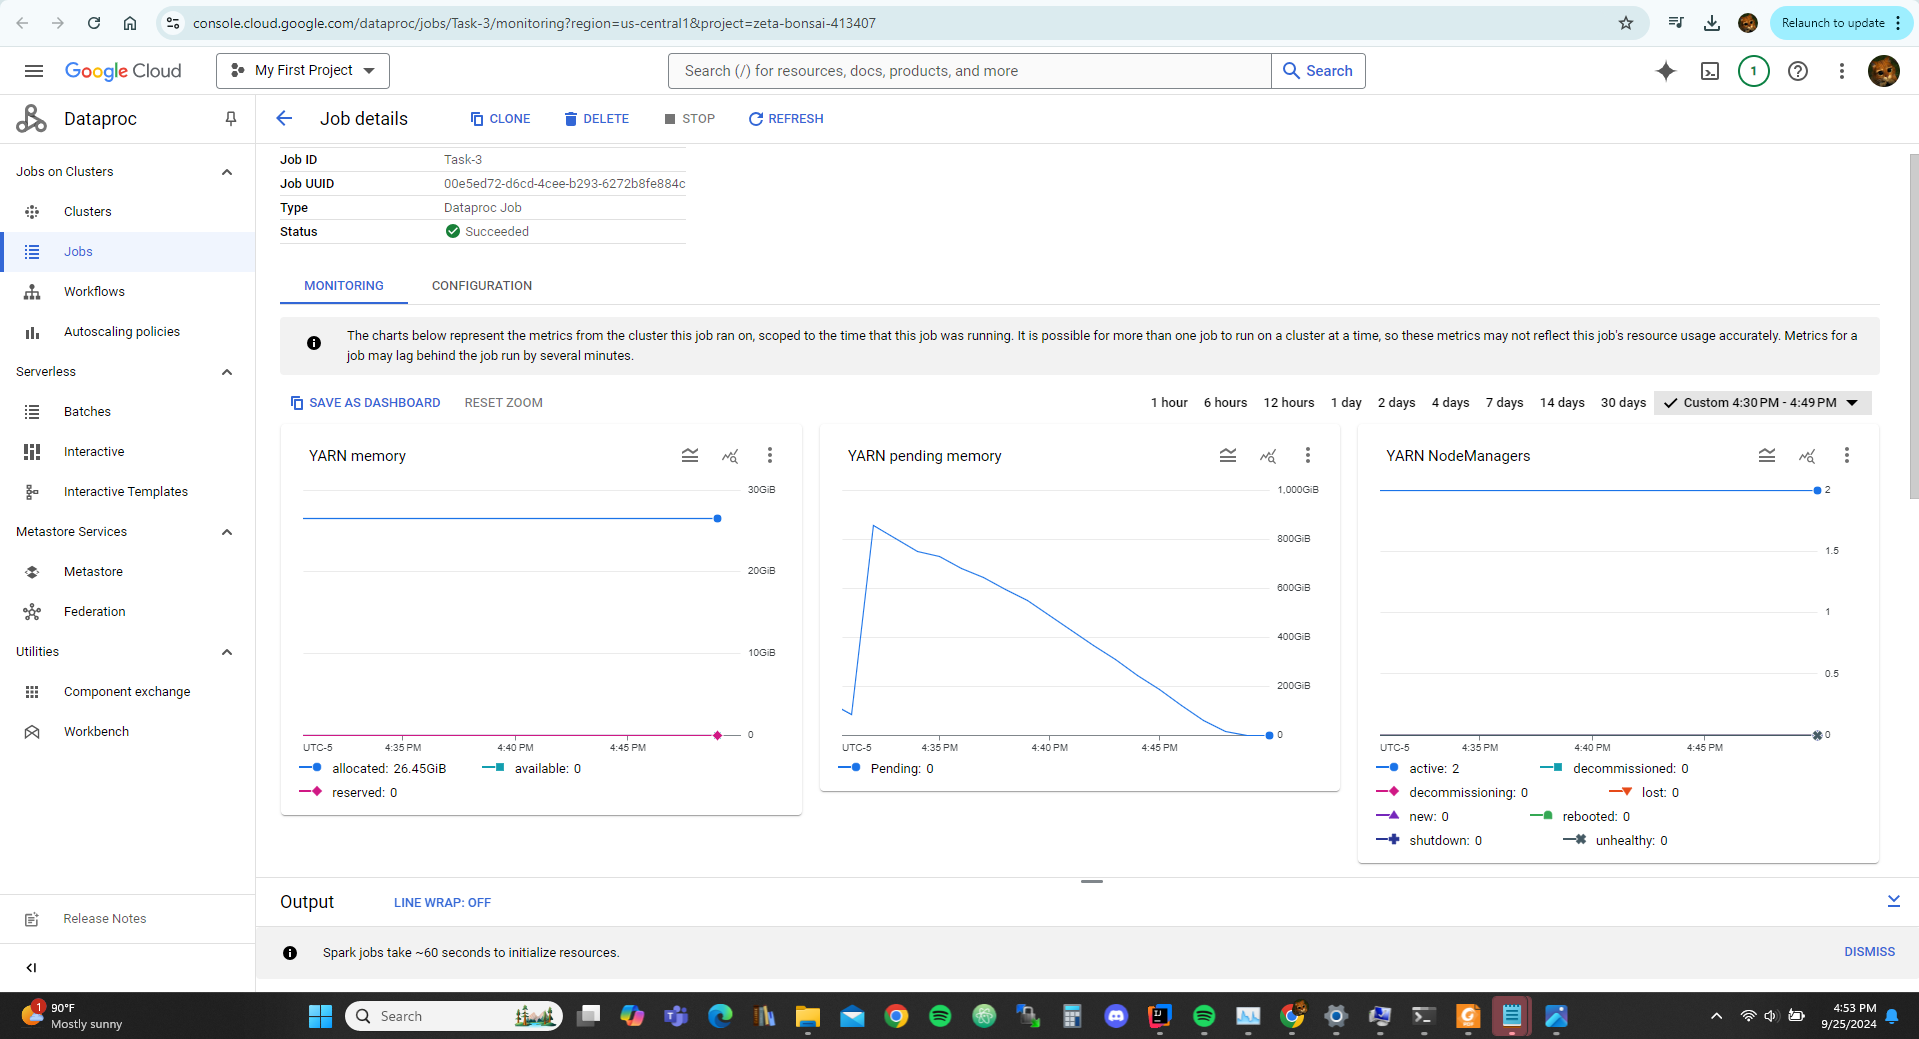 console.cloud.google.com/dataproc/jobs/Task-3/monitoring?region=us-central1&project=zeta-bonsai-413407
Relaunch to update
Google Cloud
My First Project
Search (/) for resources, docs, products, and more
Search
1
Dataproc
Job details
CLONE
DELETE
STOP
REFRESH
Jobs on Clusters
Clusters
Jobs
Workflows
Autoscaling policies
Serverless
Batches
Interactive
Interactive Templates
Metastore Services
Metastore
Federation
Utilities
Component exchange
Workbench
Release Notes
Job ID Task-3
Job UUID 00e5ed72-d6cd-4cee-b293-6272b8fe884c
Type Dataproc Job
Status Succeeded
MONITORING
CONFIGURATION
The charts below represent the metrics from the cluster this job ran on, scoped to the time that this job was running. It is possible for more than one job to run on a cluster at a time, so these metrics may not reflect this job's resource usage accurately. Metrics for a
job may lag behind the job run by several minutes.
SAVE AS DASHBOARD
RESET ZOOM
1 hour
6 hours
12 hours
1 day
2 days
4 days
7 days
14 days
30 days
Custom 4:30 PM - 4:49 PM
YARN memory
30GiB
20GiB
10GiB
0
UTC-5
4:35 PM
4:40 PM
4:45 PM
allocated: 26.45GiB
available: 0
reserved: 0
YARN pending memory
1,000GiB
800GiB
600GiB
400GiB
200GiB
0
UTC-5
4:35 PM
4:40 PM
4:45 PM
Pending: 0
YARN NodeManagers
2
1.5
1
0.5
0
UTC-5
4:35 PM
4:40 PM
4:45 PM
active: 2
decommissioned: 0
decommissioning: 0
lost: 0
new: 0
rebooted: 0
shutdown: 0
unhealthy: 0
Output
LINE WRAP: OFF
Spark jobs take ~60 seconds to initialize resources.
DISMISS
1
90°F
Mostly sunny
Search
4:53 PM
9/25/2024